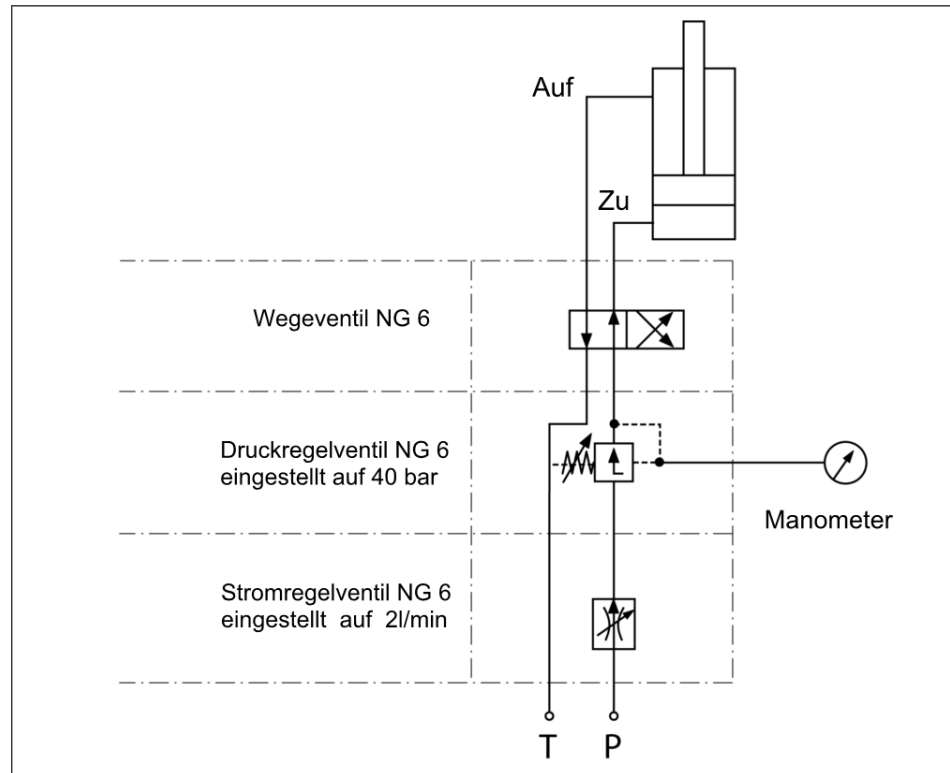 Auf
Zu
Wegeventil NG 6
Druckregelventil NG 6
eingestellt auf 40 bar
Manometer
Stromregelventil NG 6
eingestellt auf 2l/min
T P